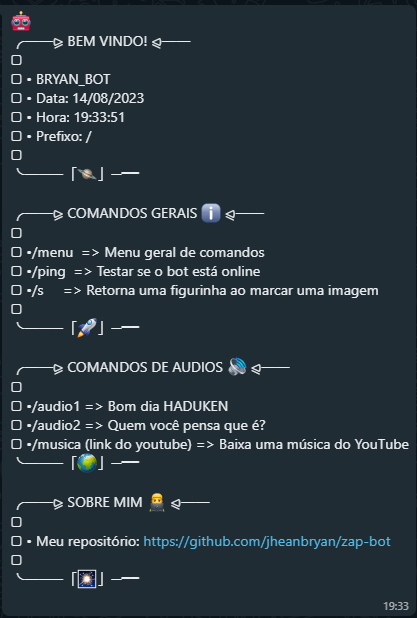 BEM VINDO!
• BRYAN_BOT
• Data: 14/08/2023
• Hora: 19:33:51
• Prefixo: /
COMANDOS GERAIS ℹ️
•/menu => Menu geral de comandos
•/ping => Testar se o bot está online
•/s => Retorna uma figurinha ao marcar uma imagem
COMANDOS DE AUDIOS 🔊
•/audio1 => Bom dia HADUKEN
•/audio2 => Quem você pensa que é?
•/musica (link do youtube) => Baixa uma música do YouTube
SOBRE MIM 👨‍💻
• Meu repositório: https://github.com/jheanbryan/zap-bot
19:33